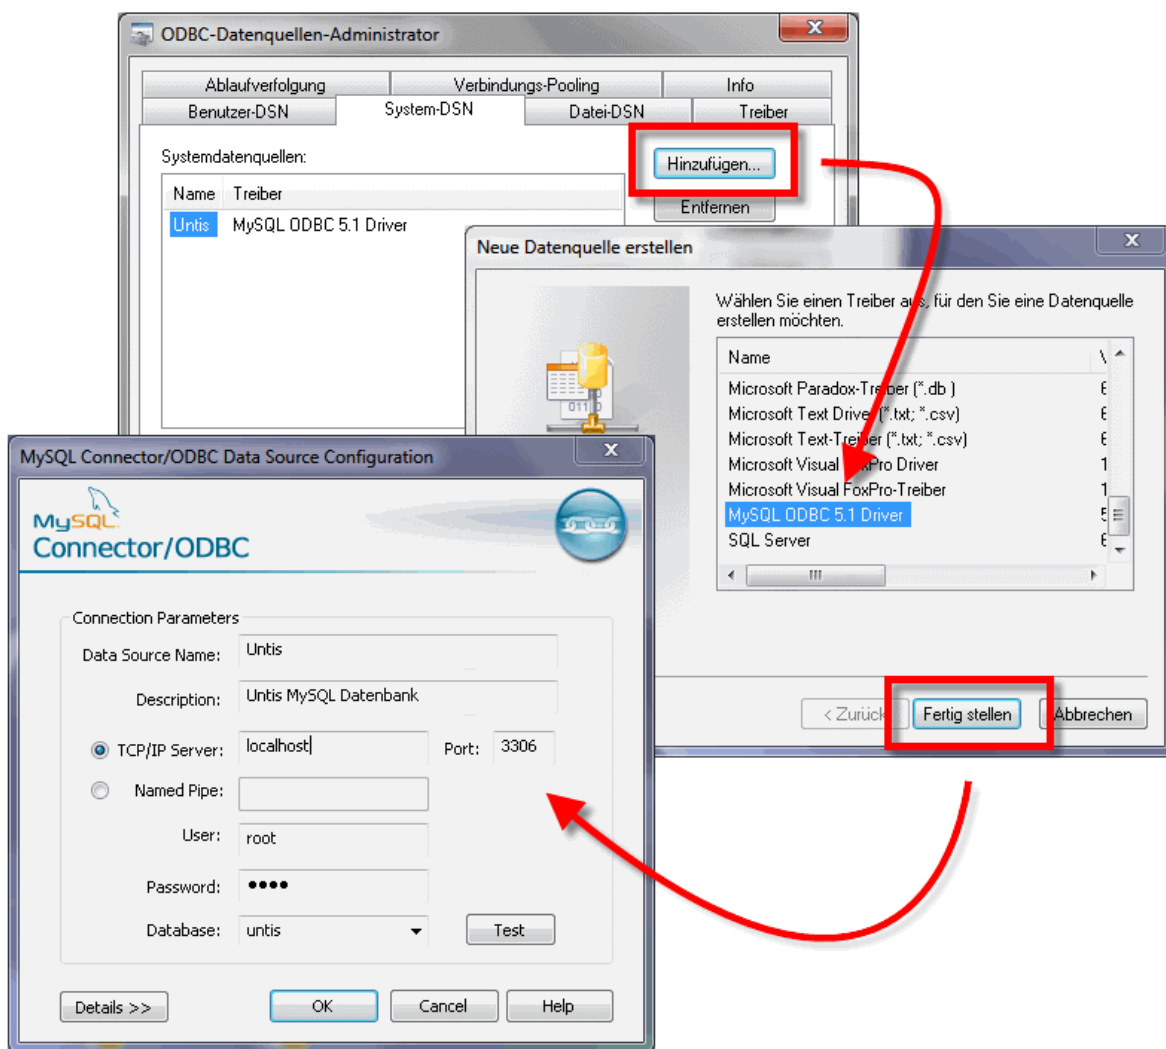 ODBC-Datenquellen-Administrator
Ablaufverfolgung Verbindungs-Pooling Info
Benutzer-DSN System-DSN Datei-DSN Treiber
Systemdatenquellen:
Hinzufügen...
Name Treiber
Entfernen
Untis MySQL ODBC 5.1 Driver
Neue Datenquelle erstellen
Wählen Sie einen Treiber aus, für den Sie eine Datenquelle
erstellen möchten.
Name
Microsoft Paradox-Treiber (*.db )
Microsoft Text Driver (*.txt; *.csv)
Microsoft Text-Treiber (*.txt; *.csv)
Microsoft Visual FoxPro Driver
Microsoft Visual FoxPro-Treiber
MySQL ODBC 5.1 Driver
SQL Server
< Zurück Fertig stellen Abbrechen
MySQL Connector/ODBC Data Source Configuration
MySQL
Connector/ODBC
Connection Parameters
Data Source Name: Untis
Description: Untis MySQL Datenbank
TCP/IP Server: localhost Port: 3306
Named Pipe:
User: root
Password: ••••
Database: untis Test
Details >> OK Cancel Help